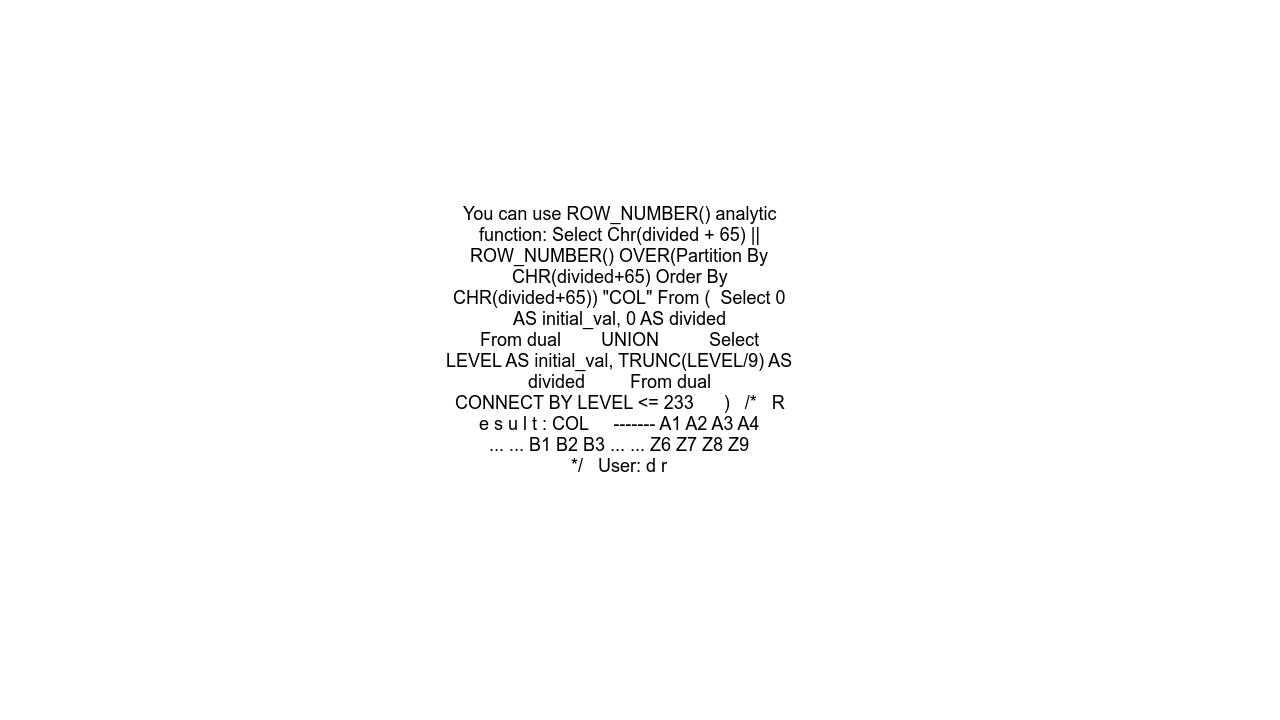 You can use ROW_NUMBER() analytic
function: Select Chr(divided + 65) ||
ROW_NUMBER() OVER(Partition By
CHR(divided+65) Order By
CHR(divided+65)) "COL" From (  Select 0
AS initial_val, 0 AS divided
From dual        UNION          Select
LEVEL AS initial_val, TRUNC(LEVEL/9) AS
divided         From dual
CONNECT BY LEVEL <= 233      )   /*   R
e s u l t : COL     ------- A1 A2 A3 A4
... ... B1 B2 B3 ... ... Z6 Z7 Z8 Z9
*/   User: d r